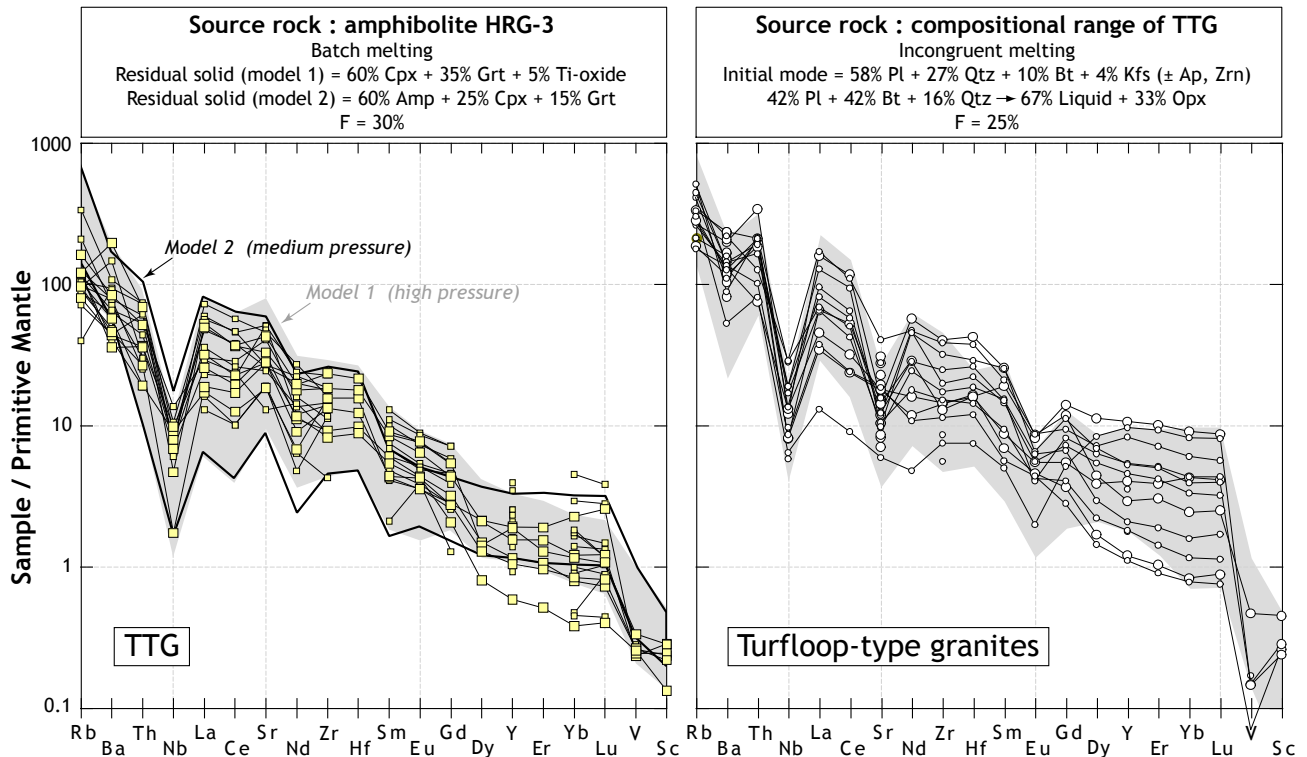 Source rock : amphibolite HRG-3
Batch melting
Residual solid (model 1) = 60% Cpx + 35% Grt + 5% Ti-oxide
Residual solid (model 2) = 60% Amp + 25% Cpx + 15% Grt
F = 30%
Source rock : compositional range of TTG
Incongruent melting
Initial mode = 58% Pl + 27% Qtz + 10% Bt + 4% Kfs (± Ap, Zrn)
42% Pl + 42% Bt + 16% Qtz → 67% Liquid + 33% Opx
F = 25%
Sample / Primitive Mantle
1000
100
10
1
0.1
Model 2 (medium pressure)
Model 1 (high pressure)
TTG
Turfloop-type granites
Rb Ba Th Nb La Ce Sr Nd Zr Hf Sm Eu Gd Dy Y Er Yb Lu V Sc
Rb Ba Th Nb La Ce Sr Nd Zr Hf Sm Eu Gd Dy Y Er Yb Lu V Sc